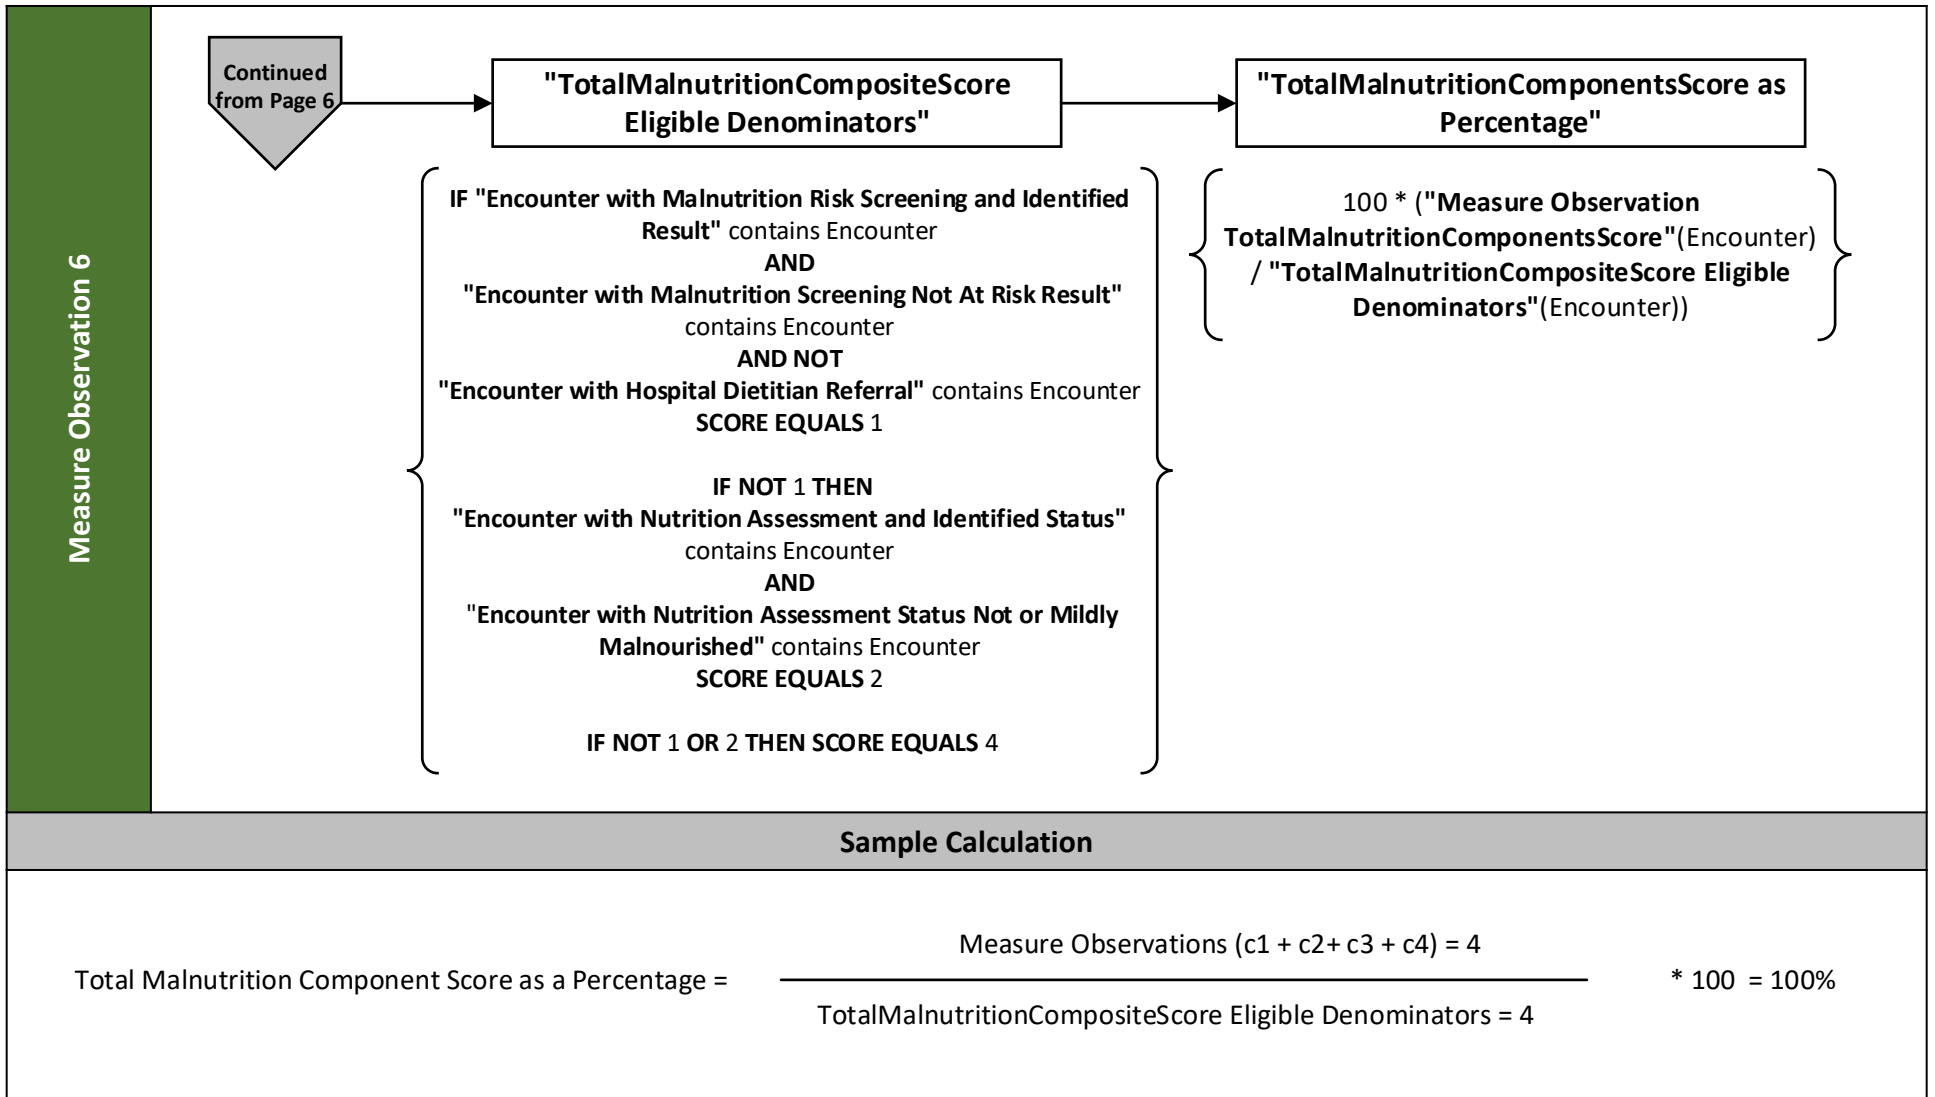 Measure Observation 6
Continued
from Page 6
"TotalMalnutritionCompositeScore
Eligible Denominators"
"TotalMalnutritionComponentsScore as
Percentage"
IF "Encounter with Malnutrition Risk Screening and Identified
Result" contains Encounter
AND
"Encounter with Malnutrition Screening Not At Risk Result"
contains Encounter
AND NOT
"Encounter with Hospital Dietitian Referral" contains Encounter
SCORE EQUALS 1
IF NOT 1 THEN
"Encounter with Nutrition Assessment and Identified Status"
contains Encounter
AND
"Encounter with Nutrition Assessment Status Not or Mildly
Malnourished" contains Encounter
SCORE EQUALS 2
IF NOT 1 OR 2 THEN SCORE EQUALS 4
100 * ("Measure Observation
TotalMalnutritionComponentsScore"(Encounter)
/ "TotalMalnutritionCompositeScore Eligible
Denominators"(Encounter))
Sample Calculation
Total Malnutrition Component Score as a Percentage =
Measure Observations (c1 + c2+ c3 + c4) = 4
TotalMalnutritionCompositeScore Eligible Denominators = 4
* 100 = 100%